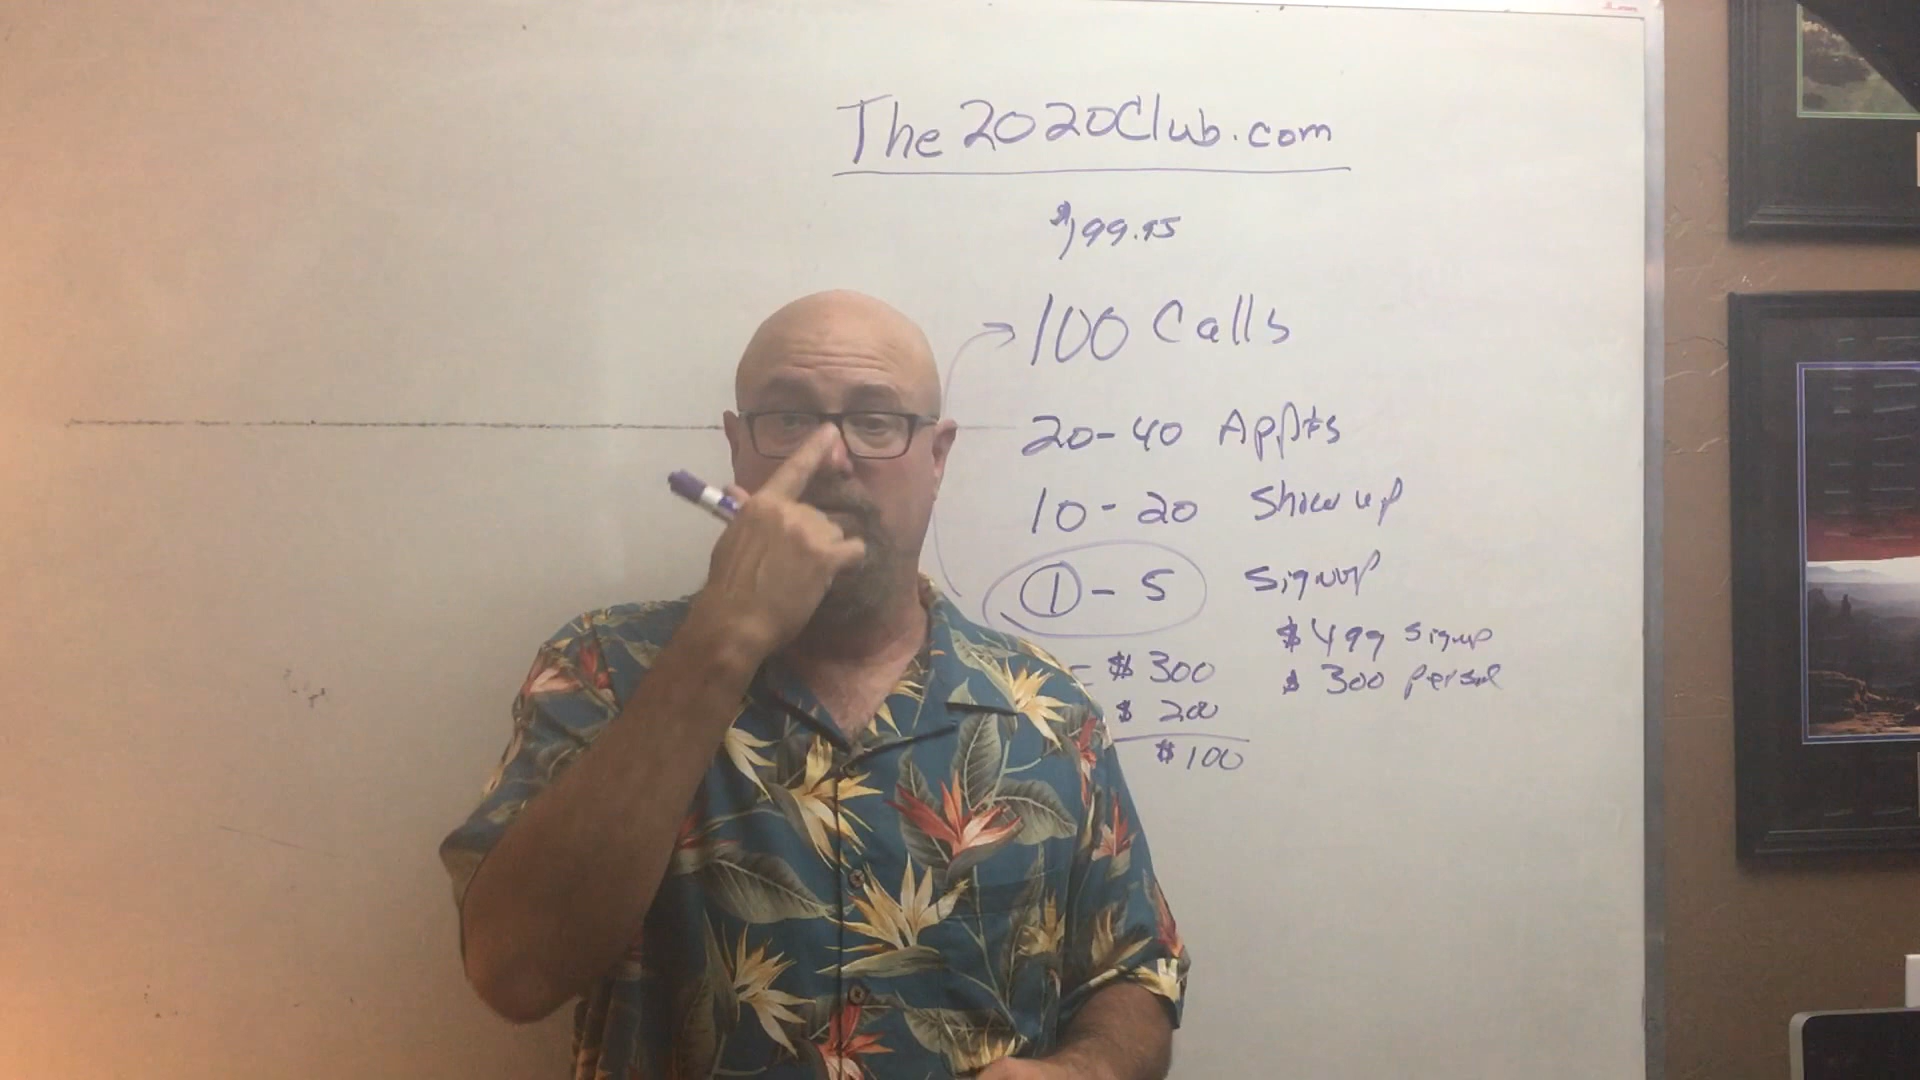 The2020Club.com
$199.95
100 Calls
20-40 Appts
10-20 Show up
1-5 Signup
$499 signup
= $300
$300 personal
$200
$100